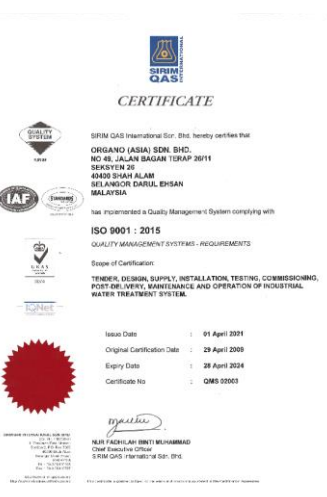 SIRIM
QAS
INTERNATIONAL
CERTIFICATE
QUALITY
SYSTEM
SIRIM QAS International Sdn. Bhd. hereby certifies that
ORGANO (ASIA) SDN. BHD.
NO 49, JALAN BAGAN TERAP 26/11
SEKSYEN 26
40400 SHAH ALAM
SELANGOR DARUL EHSAN
MALAYSIA
IAF
STANDARDS
has implemented a Quality Management System complying with
ISO 9001 : 2015
QUALITY MANAGEMENT SYSTEMS - REQUIREMENTS
UKAS
Scope of Certification:
TENDER, DESIGN, SUPPLY, INSTALLATION, TESTING, COMMISSIONING,
POST-DELIVERY, MAINTENANCE AND OPERATION OF INDUSTRIAL
WATER TREATMENT SYSTEM.
IQNet
Issue Date : 01 April 2021
Original Certification Date : 29 April 2009
Expiry Date : 28 April 2024
Certificate No : QMS 02003
NUR FADHILAH BINTI MUHAMMAD
Chief Executive Officer
SIRIM QAS International Sdn. Bhd.